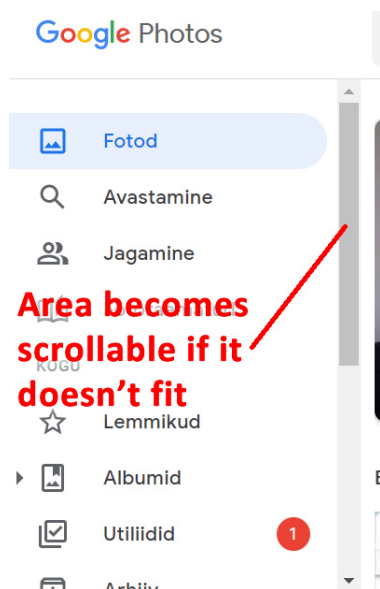 Google Photos
Fotod
Avastamine
Jagamine
Area becomes
scrollable if it
KOGU
doesn't fit
Lemmikud
Albumid
Utiliidid
1
Arhiiv